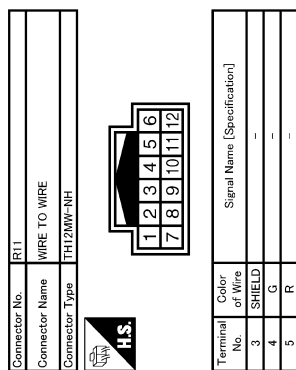 Connector No. R11
Connector Name WIRE TO WIRE
Connector Type TH12MW-NH
H.S.
1 2 3 4 5 6
7 8 9 10 11 12
Terminal No. Color of Wire Signal Name [Specification]
3 SHIELD -
4 G -
5 R -